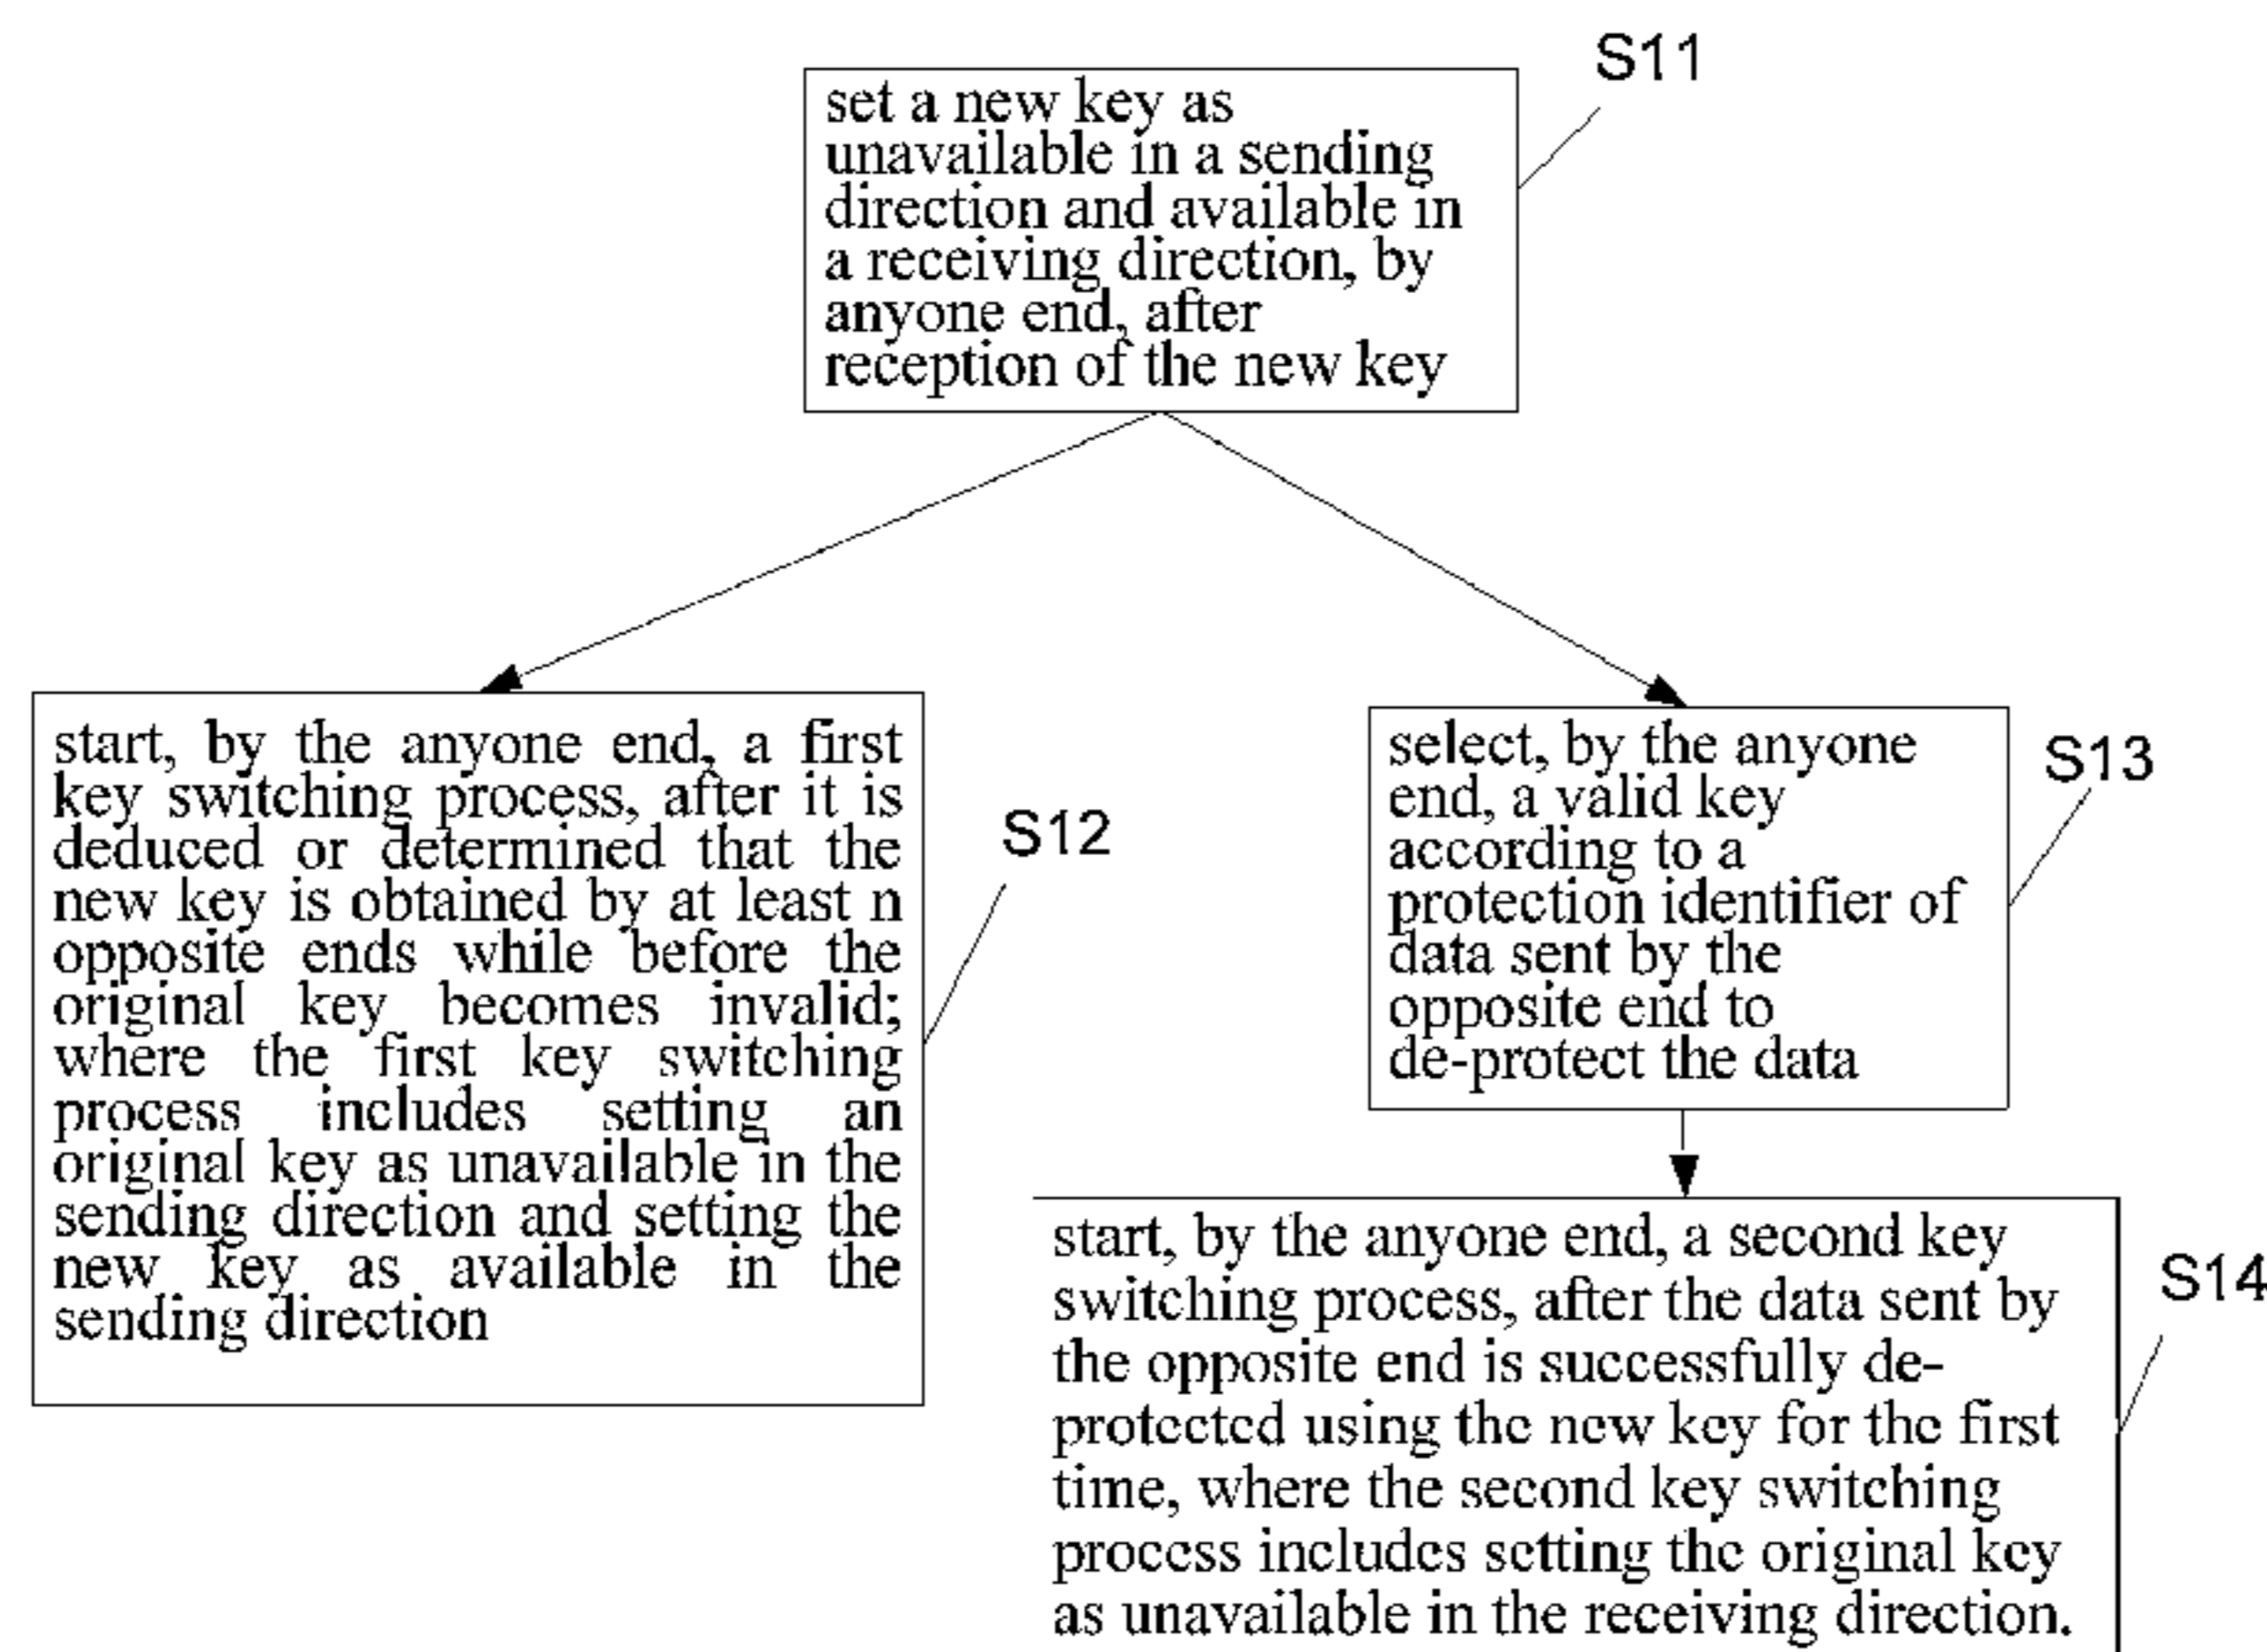 S11
set a new key as
unavailable in a sending
direction and available in
a receiving direction, by
anyone end, after
reception of the new key
start, by the anyone end, a first
key switching process, after it is
deduced or determined that the
new key is obtained by at least n
opposite ends while before the
original key becomes invalid;
where the first key switching
process includes setting an
original key as unavailable in the
sending direction and setting the
new key as available in the
sending direction
S12
select, by the anyone
end, a valid key
according to a
protection identifier of
data sent by the
opposite end to
de-protect the data
S13
start, by the anyone end, a second key
switching process, after the data sent by
the opposite end is successfully de-
protected using the new key for the first
time, where the second key switching
process includes setting the original key
as unavailable in the receiving direction.
S14